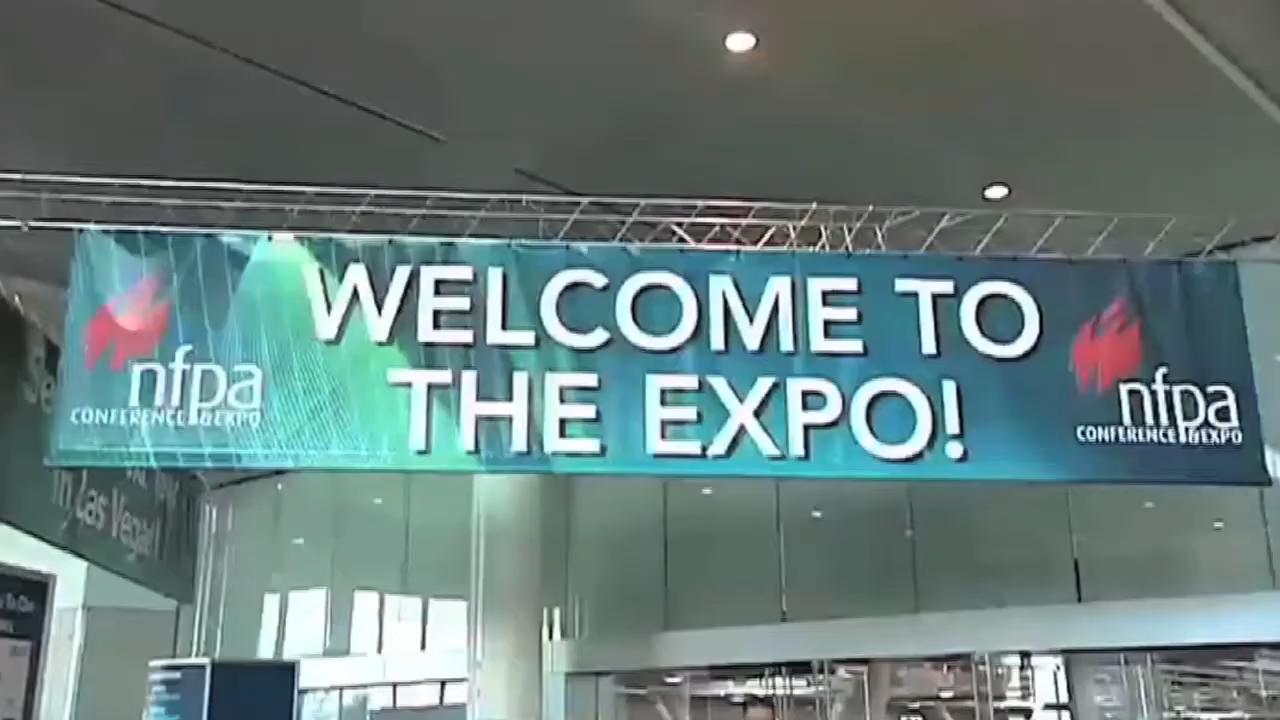 WELCOME TO
THE EXPO!
nfpa
CONFERENCE & EXPO
nfpa
CONFERENCE & EXPO
in Las Vegas!